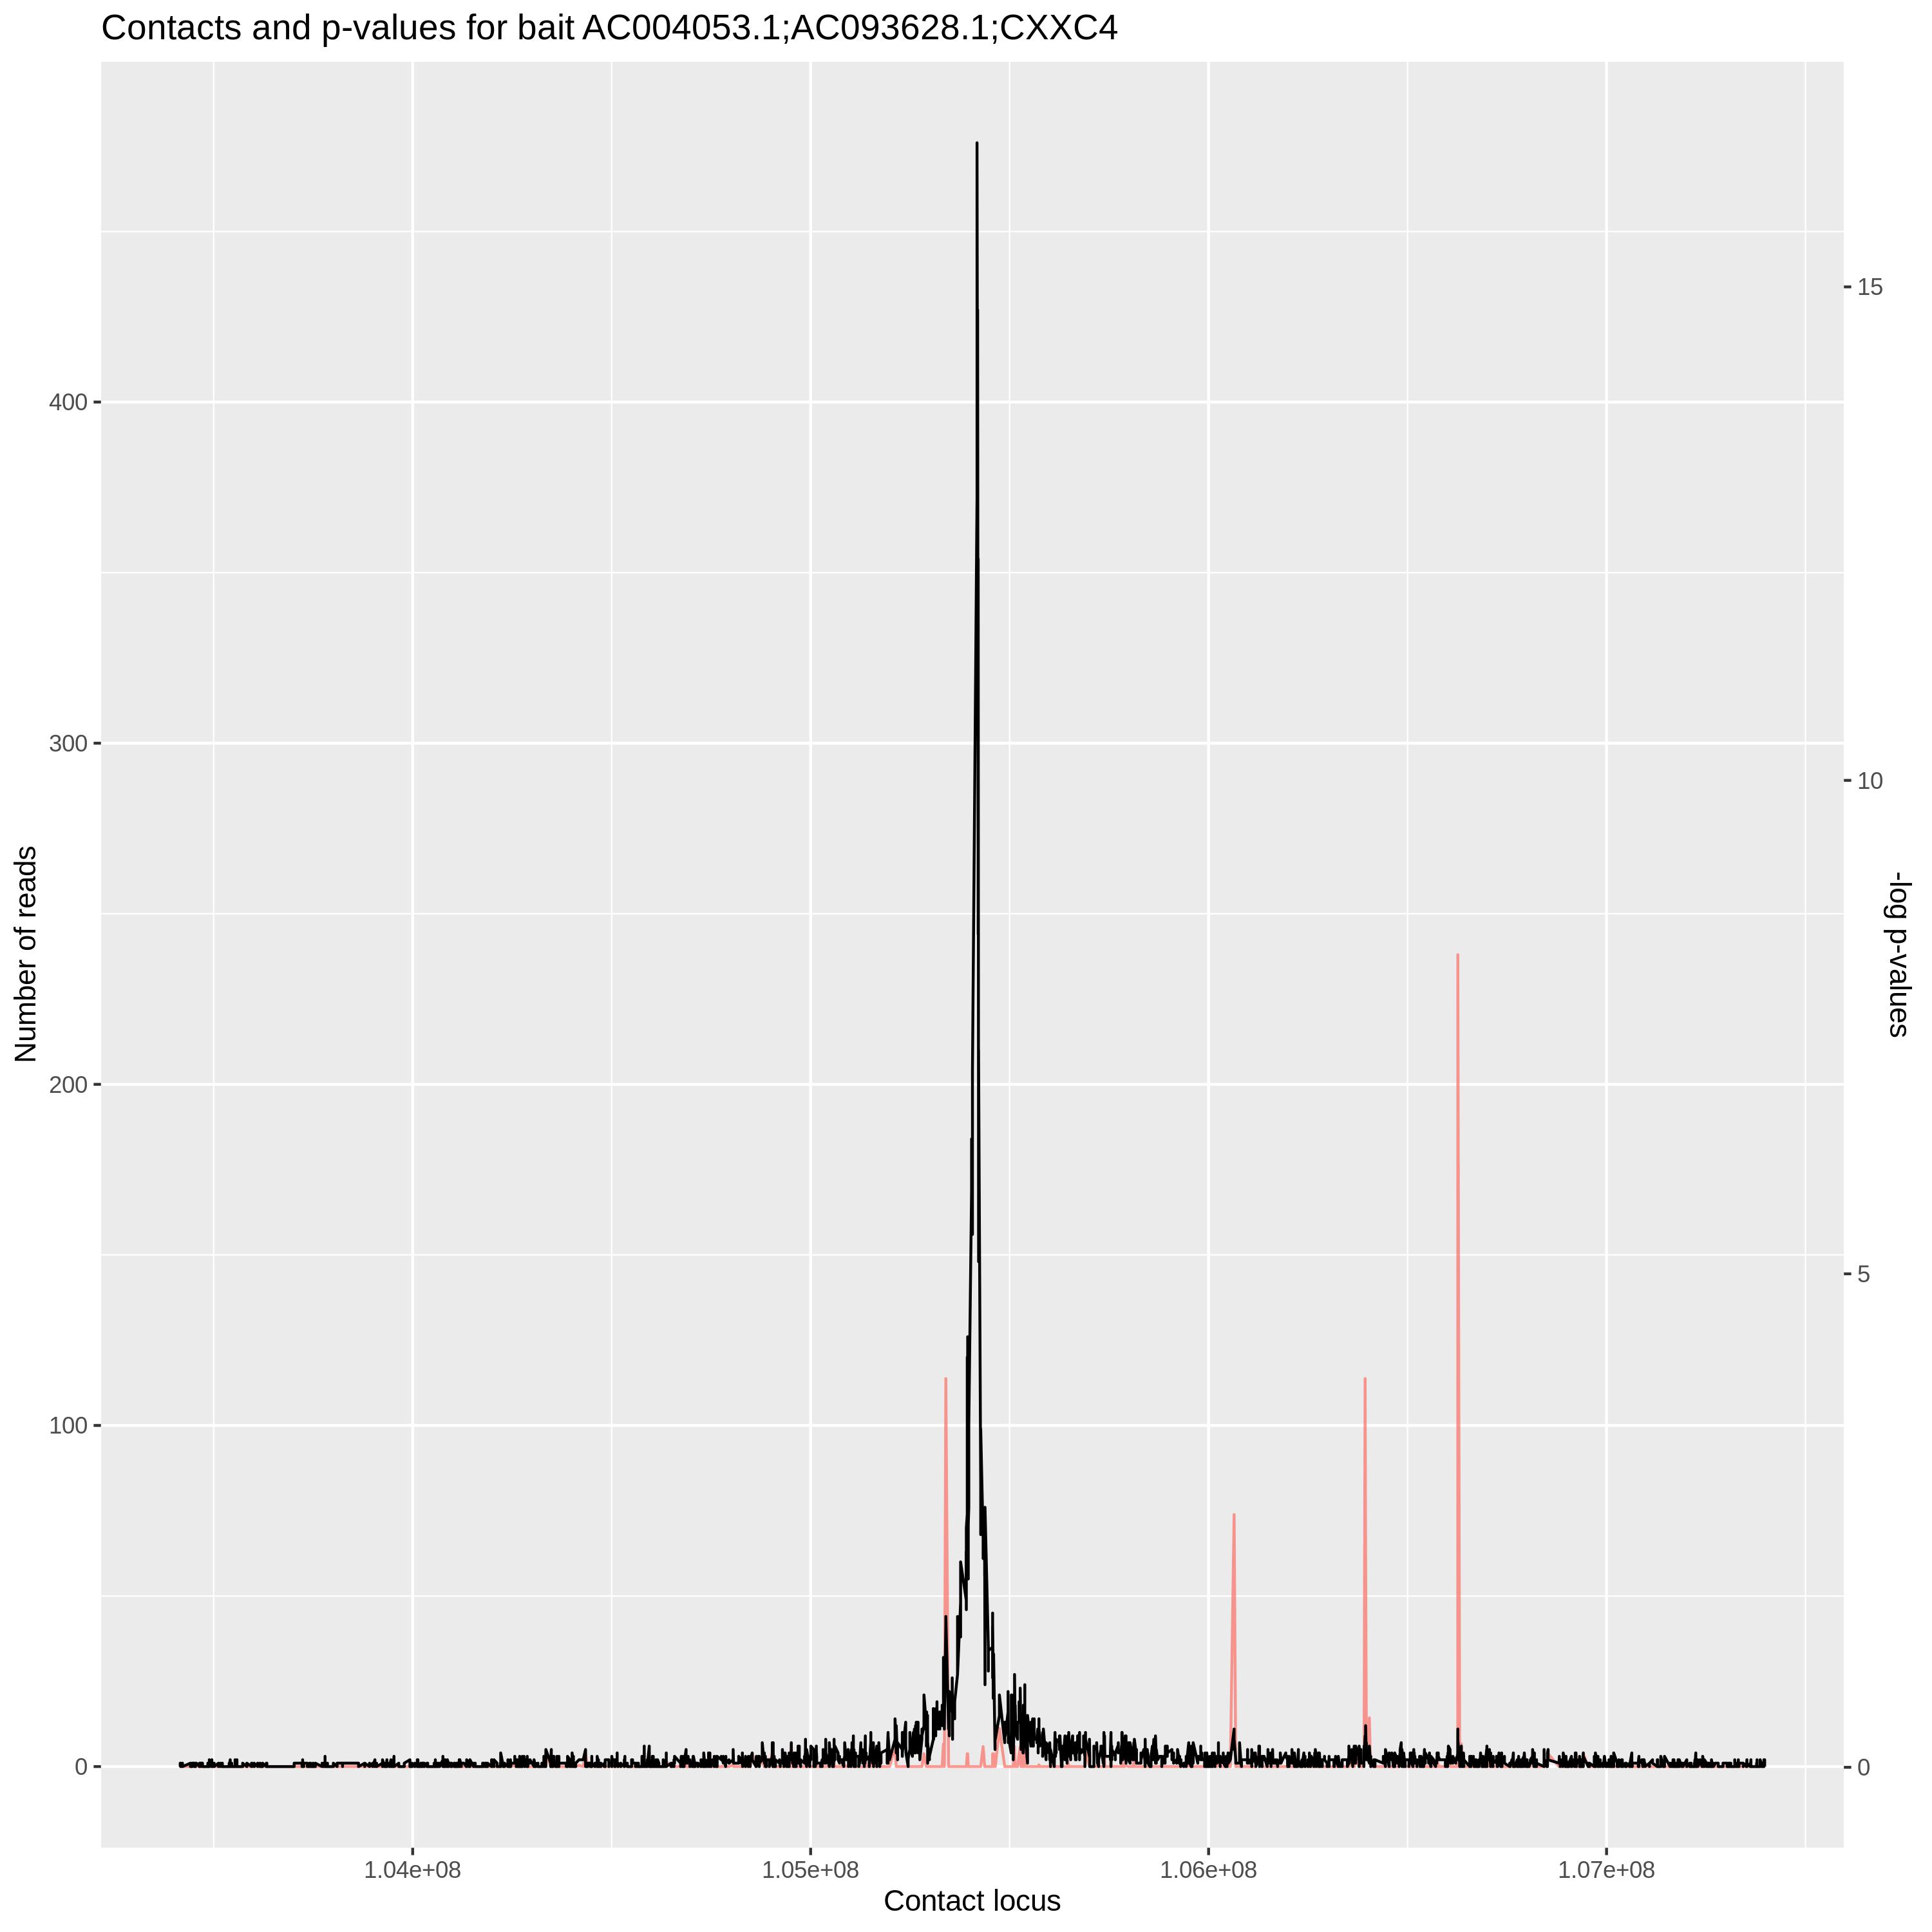 Contacts and p-values for bait AC004053.1;AC093628.1;CXXC4
Number of reads
400
300
200
100
0
15
10
5
0
-log p-values
1.04e+08
1.05e+08
1.06e+08
1.07e+08
Contact locus